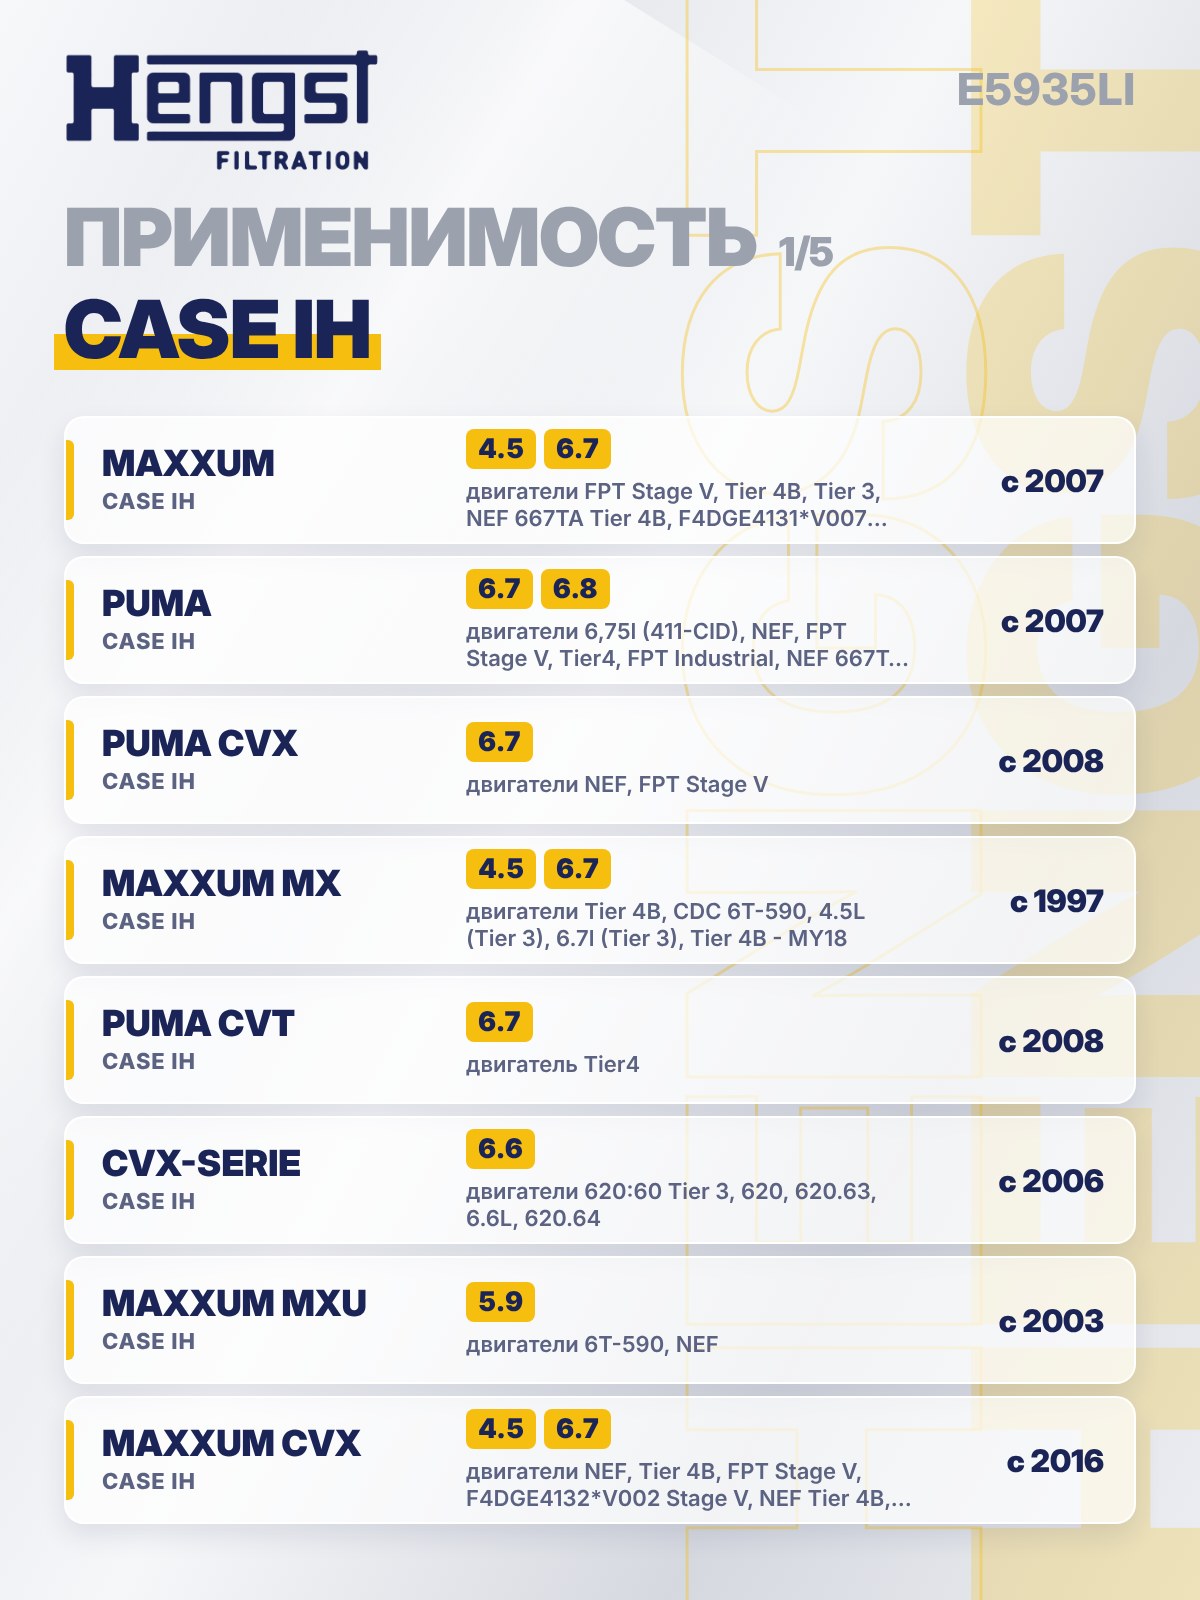 Hengst
FILTRATION
E5935LI
ПРИМЕНИМОСТЬ 1/5
CASE IH
MAXXUM
CASE IH
4.5 6.7
двигатели FPT Stage V, Tier 4B, Tier 3,
NEF 667TA Tier 4B, F4DGE4131*V007...
с 2007
PUMA
CASE IH
6.7 6.8
двигатели 6,75l (411-CID), NEF, FPT
Stage V, Tier4, FPT Industrial, NEF 667T...
с 2007
PUMA CVX
CASE IH
6.7
двигатели NEF, FPT Stage V
с 2008
MAXXUM MX
CASE IH
4.5 6.7
двигатели Tier 4B, CDC 6T-590, 4.5L
(Tier 3), 6.7l (Tier 3), Tier 4B - MY18
с 1997
PUMA CVT
CASE IH
6.7
двигатель Tier4
с 2008
CVX-SERIE
CASE IH
6.6
двигатели 620:60 Tier 3, 620, 620.63,
6.6L, 620.64
с 2006
MAXXUM MXU
CASE IH
5.9
двигатели 6T-590, NEF
с 2003
MAXXUM CVX
CASE IH
4.5 6.7
двигатели NEF, Tier 4B, FPT Stage V,
F4DGE4132*V002 Stage V, NEF Tier 4B,...
с 2016
HENGST
HENGST